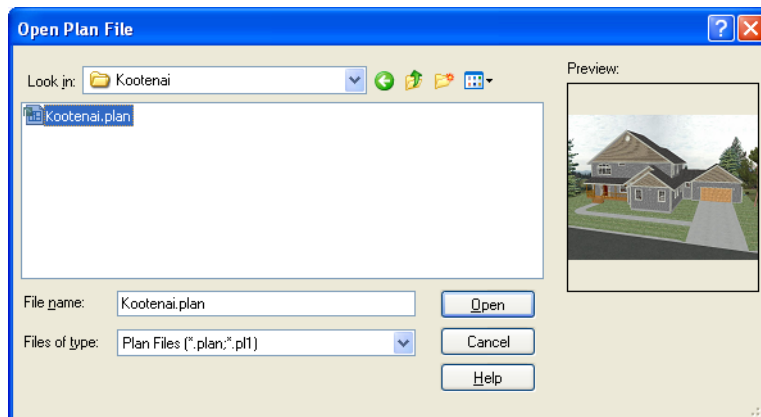 Open Plan File
Look in: Kootenai
Preview:
Kootenai.plan
File name: Kootenai.plan Open
Files of type: Plan Files (*.plan;*.pl1) Cancel
Help